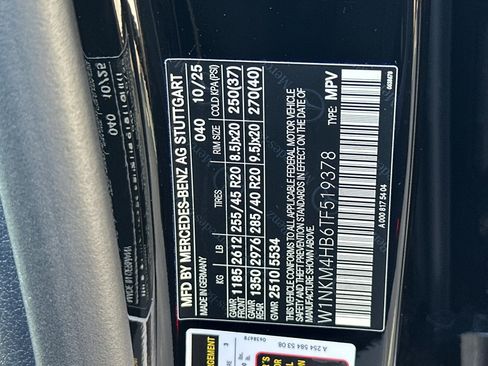 MFD BY MERCEDES-BENZ AG STUTTGART
MADE IN GERMANY 040 10/25
KG LB TIRES RIM SIZE COLD KPA(PSI)
GAWR FRONT 1185 2612 255/45 R20 8.5Jx20 250(37)
GAWR REAR 1350 2976 285/40 R20 9.5Jx20 270(40)
GVWR 2510/5534
THIS VEHICLE CONFORMS TO ALL APPLICABLE FEDERAL MOTOR VEHICLE
SAFETY AND THEFT PREVENTION STANDARDS IN EFFECT ON THE DATE OF
MANUFACTURE SHOWN ABOVE.
W1NKM4HB6TF519378 TYPE: MPV
A 000 817 54 04
040 10/25
A 254 584 53 08